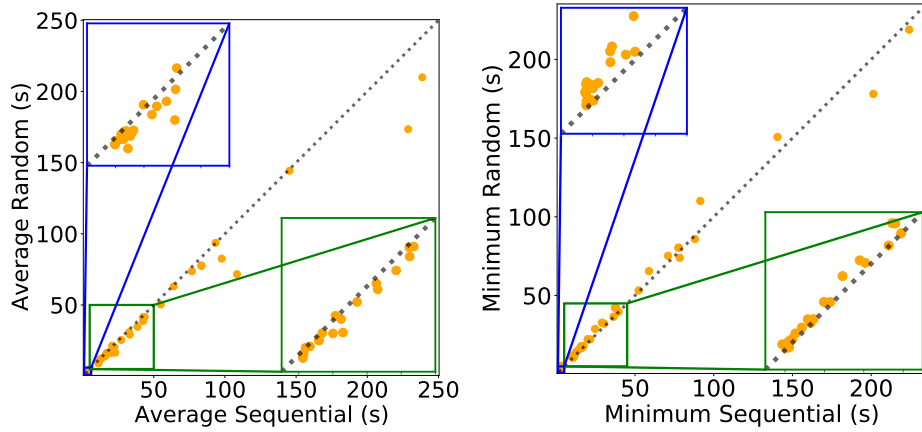 250
200
150
100
50
Average Random (s)
50 100 150 200 250
Average Sequential (s)
200
150
100
50
Minimum Random (s)
50 100 150 200
Minimum Sequential (s)